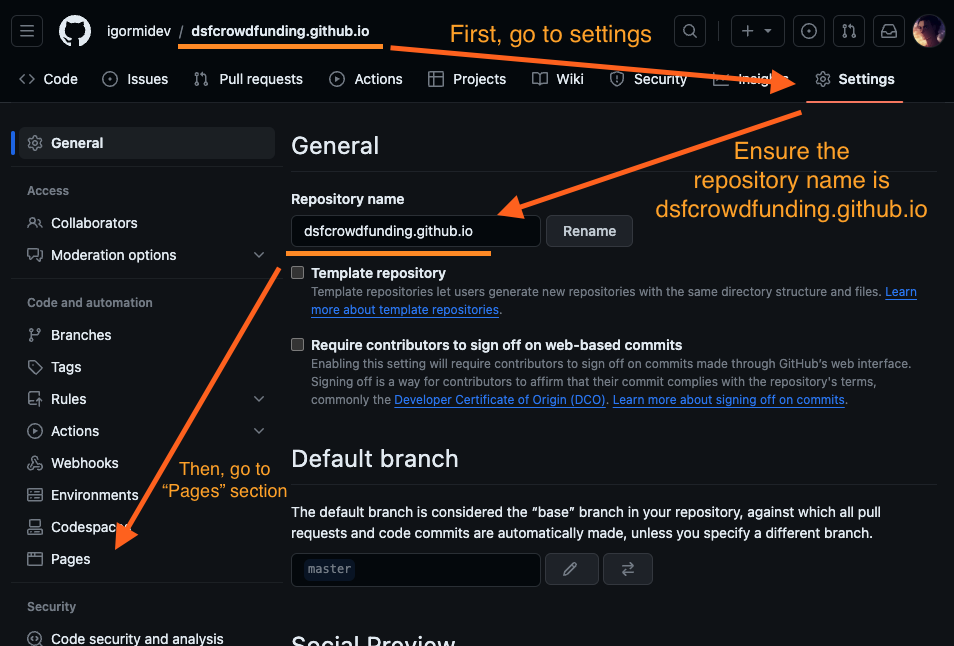 igormidev / dsfcrowdfunding.github.io
First, go to settings
Code Issues Pull requests Actions Projects Wiki Security Insights Settings
General
Access
Collaborators
Moderation options
Code and automation
Branches
Tags
Rules
Actions
Webhooks
Environments
Codespaces
Pages
Security
Code security and analysis
General
Ensure the
repository name is
dsfcrowdfunding.github.io
Repository name
dsfcrowdfunding.github.io Rename
Template repository
Template repositories let users generate new repositories with the same directory structure and files. Learn
more about template repositories.
Require contributors to sign off on web-based commits
Enabling this setting will require contributors to sign off on commits made through GitHub's web interface.
Signing off is a way for contributors to affirm that their commit complies with the repository's terms,
commonly the Developer Certificate of Origin (DCO). Learn more about signing off on commits.
Then, go to
“Pages” section
Default branch
The default branch is considered the “base” branch in your repository, against which all pull
requests and code commits are automatically made, unless you specify a different branch.
master
Social Preview